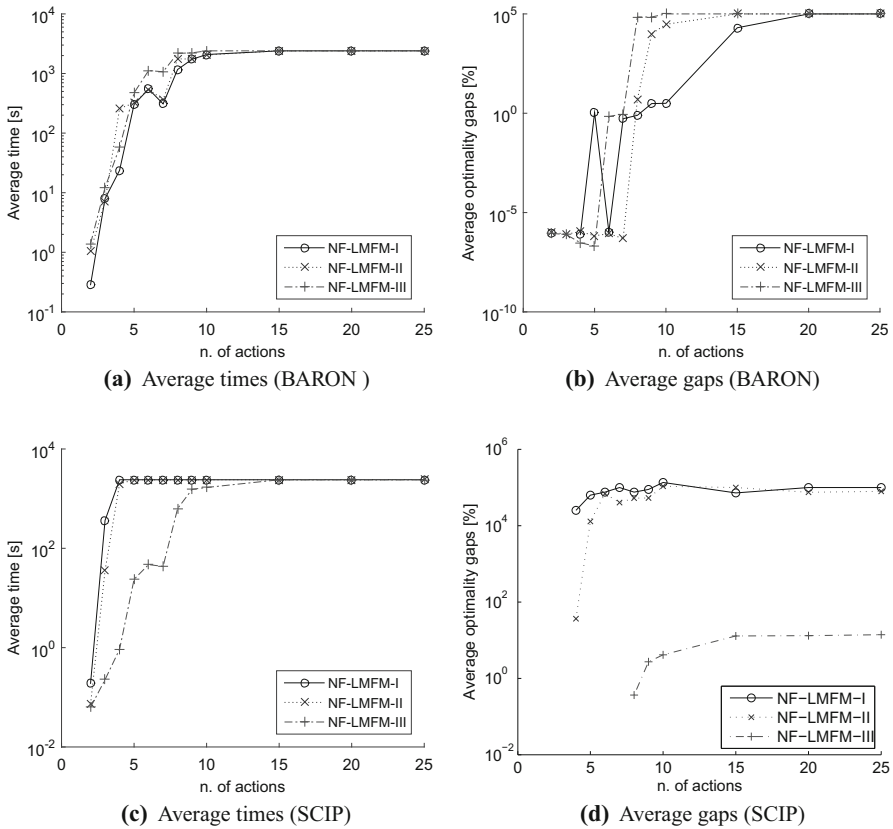 10^5
10^4
10^3
10^2
10^1
10^0
10^-1
0
5
10
15
20
25
Average time [s]
n. of actions
NF-LMFM-I
NF-LMFM-II
NF-LMFM-III
(a) Average times (BARON )
10^5
10^0
10^-5
10^-10
0
5
10
15
20
25
Average optimality gaps [%]
n. of actions
NF-LMFM-I
NF-LMFM-II
NF-LMFM-III
(b) Average gaps (BARON)
10^4
10^2
10^0
10^-2
0
5
10
15
20
25
Average time [s]
n. of actions
NF-LMFM-I
NF-LMFM-II
NF-LMFM-III
(c) Average times (SCIP)
10^6
10^4
10^2
10^0
10^-2
0
5
10
15
20
25
Average optimality gaps [%]
n. of actions
NF−LMFM−I
NF−LMFM−II
NF−LMFM−III
(d) Average gaps (SCIP)